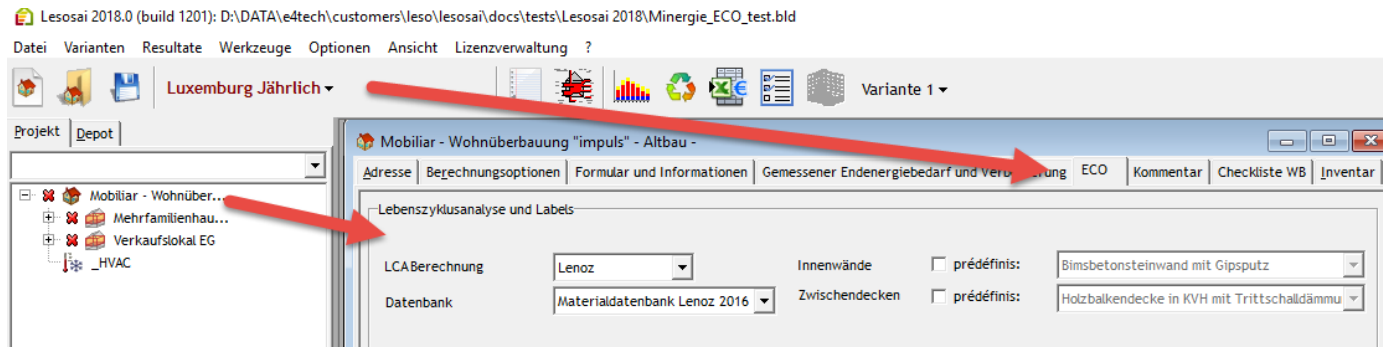 Lesosai 2018.0 (build 1201): D:\DATA\e4tech\customers\leso\lesosai\docs\tests\Lesosai 2018\Minergie_ECO_test.bld
Datei Varianten Resultate Werkzeuge Optionen Ansicht Lizenzverwaltung ?
Luxemburg Jährlich Variante 1
Projekt Depot
Mobiliar - Wohnüberbauung "impuls" - Altbau -
Adresse Berechnungsoptionen Formular und Informationen Gemessener Endenergiebedarf und ECO Kommentar Checkliste WB Inventar
Mobiliar - Wohnüber...
Mehrfamilienhau...
Verkaufslokal EG
_HVAC
Lebenszyklusanalyse und Labels
LCABerechnung Lenoz Innenwände prédéfinis: Bimsbetonsteinwand mit Gipsputz
Datenbank Materialdatenbank Lenoz 2016 Zwischendecken prédéfinis: Holzbalkendecke in KVH mit Trittschalldämmu